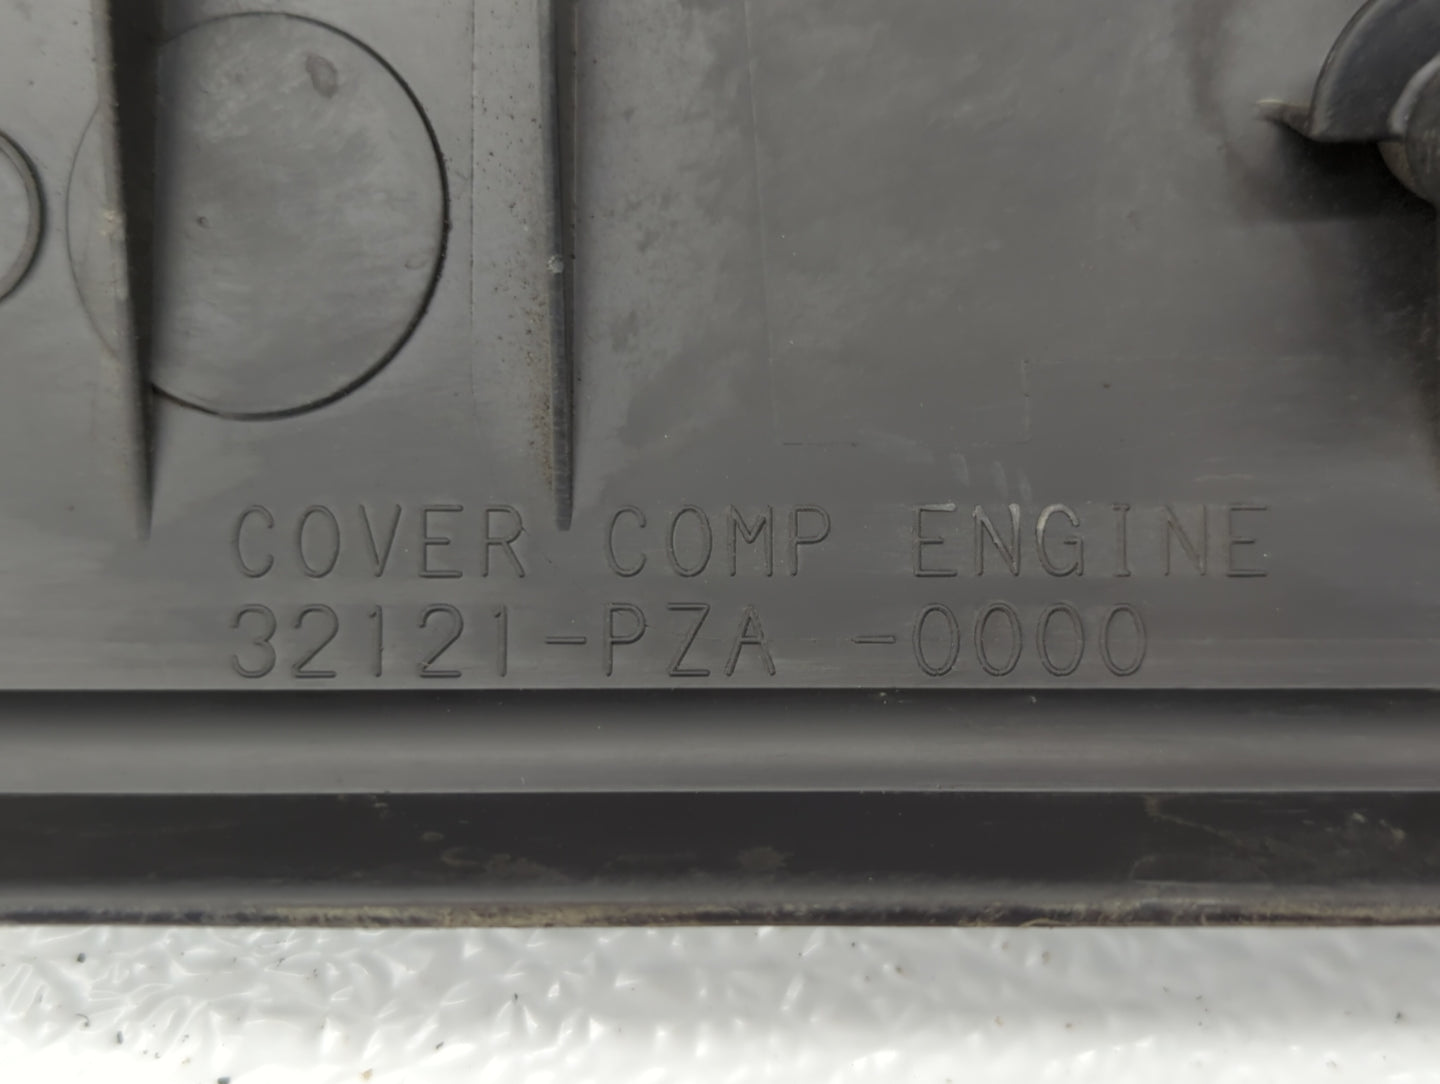 COVER COMP ENGINE
32121-PZA -0000